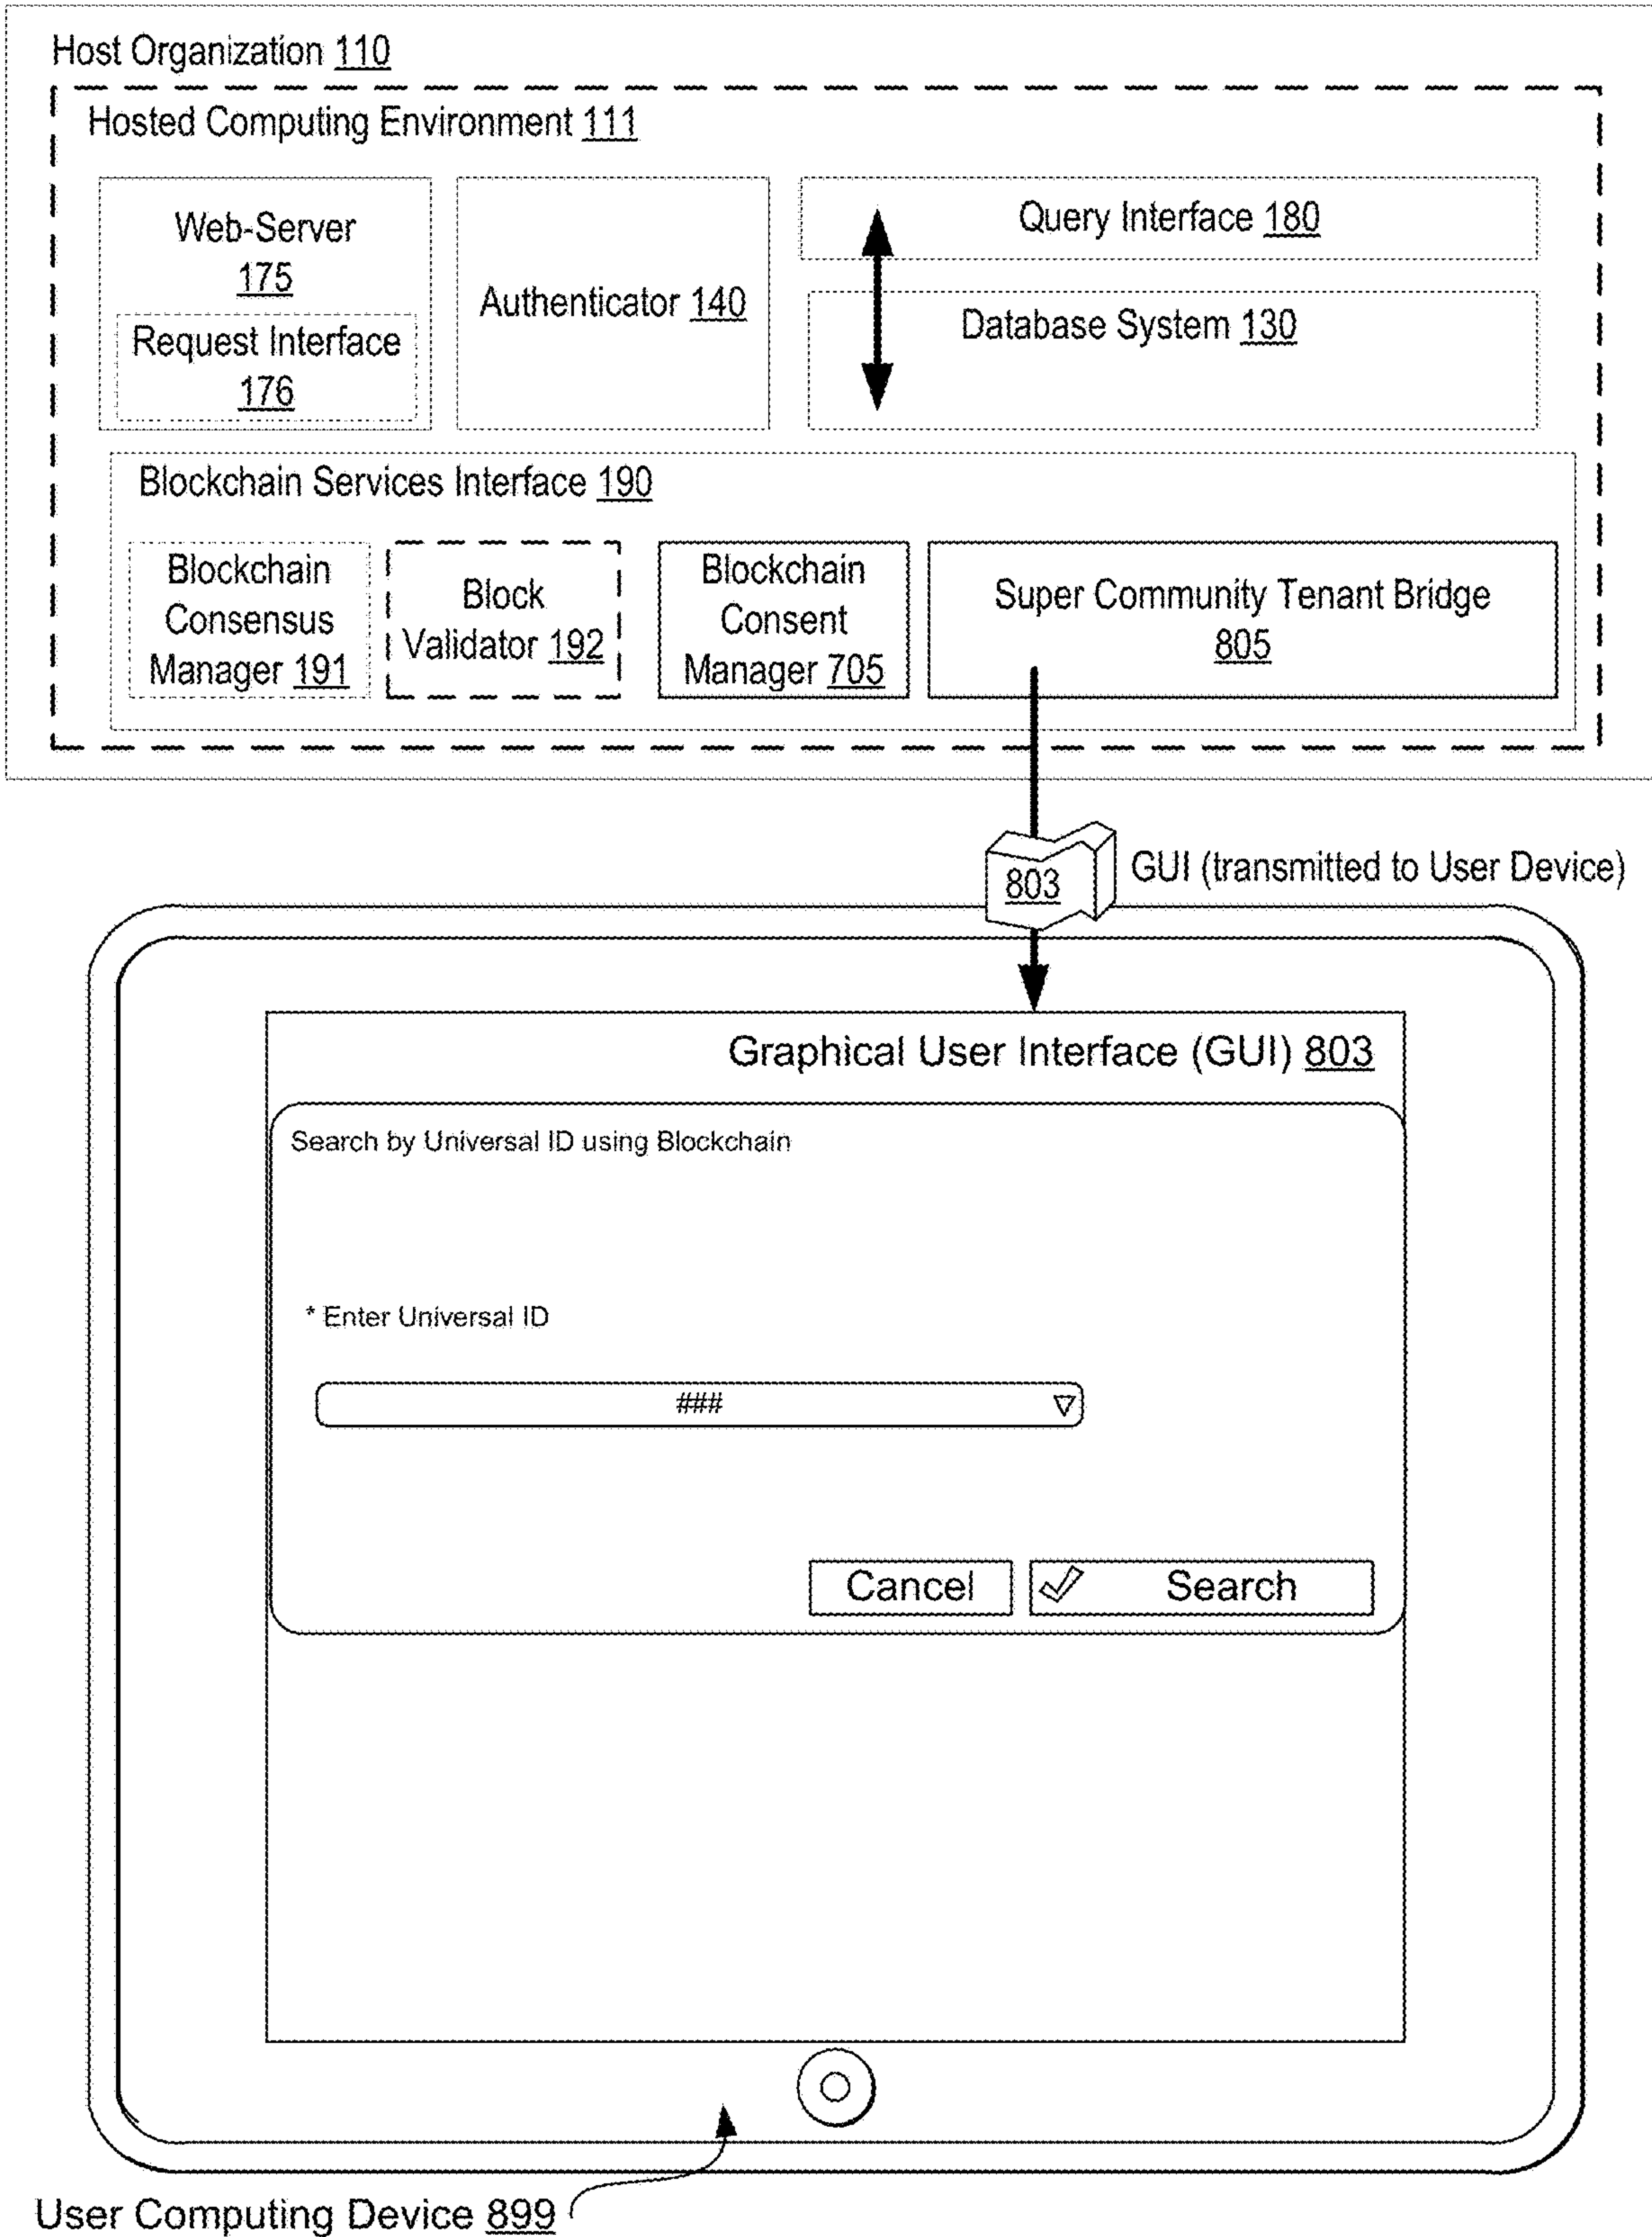 Host Organization 110
Hosted Computing Environment 111
Web-Server
175
Request Interface
176
Authenticator 140
Query Interface 180
Database System 130
Blockchain Services Interface 190
Blockchain
Consensus
Manager 191
Block
Validator 192
Blockchain
Consent
Manager 705
Super Community Tenant Bridge
805
803
GUI (transmitted to User Device)
Graphical User Interface (GUI) 803
Search by Universal ID using Blockchain
* Enter Universal ID
###
Cancel
Search
User Computing Device 899